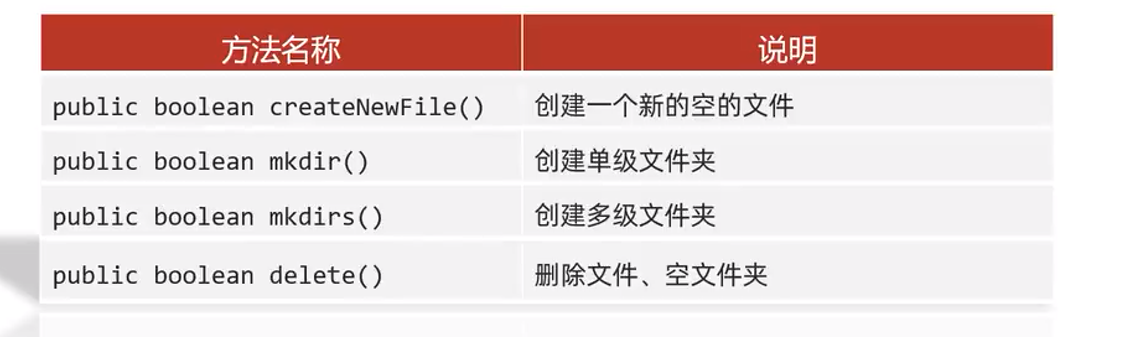 方法名称 说明
public boolean createNewFile() 创建一个新的空的文件
public boolean mkdir() 创建单级文件夹
public boolean mkdirs() 创建多级文件夹
public boolean delete() 删除文件、空文件夹